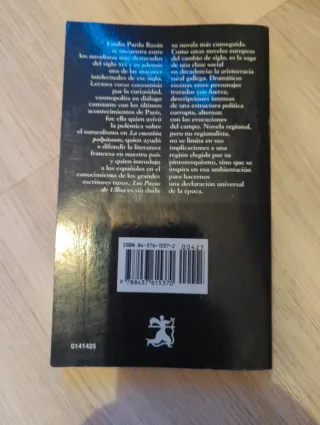 Emilia Pardo Bazán
se encuentra entre
los novelistas más destacados
del siglo XIX y es además
una de las mayores
intelectuales de ese siglo.
Lectora voraz consumida
por la curiosidad,
cosmopolita en diálogo
constante con los últimos
acontecimientos de París,
fue ella quien avivó
la polémica sobre
el naturalismo en La cuestión
palpitante, quien ayudó
a difundir la literatura
francesa en nuestro país
y quien introdujo
a los españoles en el
conocimiento de los grandes
escritores rusos. Los Pazos
de Ulloa es sin duda
su novela más conseguida.
Como otras novelas europeas
del cambio de siglo, es la saga
de una clase social
en decadencia: la aristocracia
rural gallega. Dramáticas
escenas entre personajes
trazados con fuerza,
descripciones intensas
de una estructura política
corrupta, alternan
con las evocaciones
del campo. Novela regional,
pero no regionalista,
no se limita en sus
implicaciones a una
región elegida por su
pintoresquismo, sino que se
inspira en esa ambientación
para hacernos
una declaración universal
de la época.
ISBN 84-376-1537-2
00425
9 788437 615370
0141425